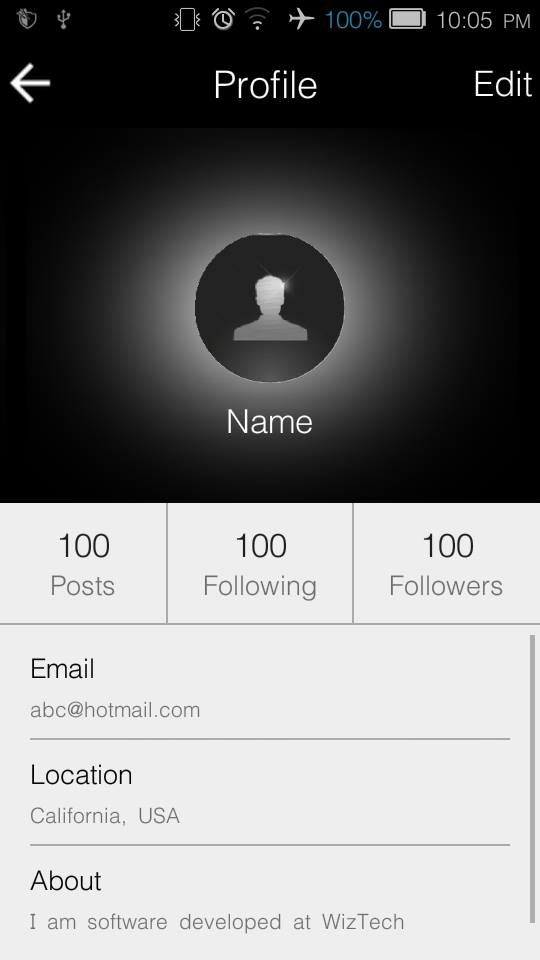 100% 10:05 PM
Profile Edit
Name
100 100 100
Posts Following Followers
Email
abc@hotmail.com
Location
California, USA
About
I am software developed at WizTech